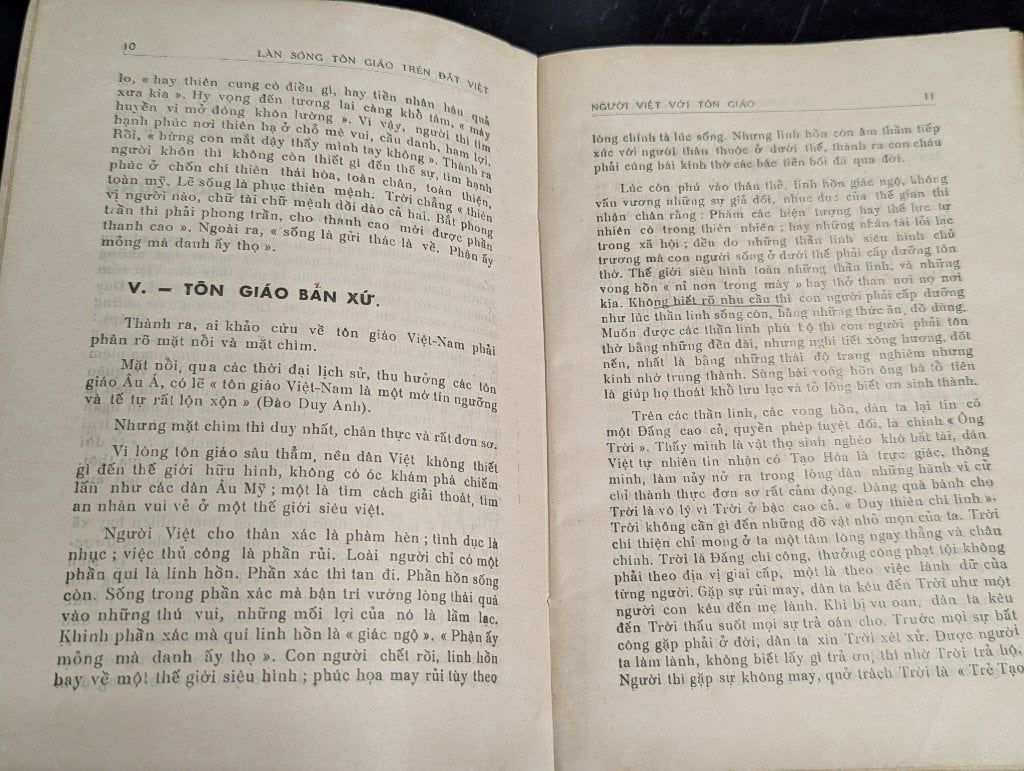 10
LÀN SÓNG TÔN GIÁO TRÊN ĐẤT VIỆT
lo, « hay thiên cung có điều gì, hay tiền nhân hậu quả
xưa kia ». Hy vọng đến tương lai càng khổ tâm, « máy
huyền vi mở đóng khôn lường ». Vì vậy, người thì tìm
hạnh phúc nơi thiên hạ ở chỗ mê vui, cầu danh, ham lợi.
Rồi, « bừng con mắt dậy thấy mình tay không ». Thành ra
người khôn thì không còn thiết gì đến thế sự, tìm hạnh
phúc ở chốn chí thiên thái hòa, toàn chân, toàn thiện,
toàn mỹ. Lẽ sống là phục thiên mệnh. Trời chẳng « thiên
vị người nào, chữ tài chữ mệnh dồi dào cả hai. Bắt phong
trần thì phải phong trần, cho thanh cao mới được phần
thanh cao ». Ngoài ra, « sống là gửi thác là về. Phận ấy
mỏng mà danh ấy thọ ».
V. — TÔN GIÁO BẢN XỨ.
Thành ra, ai khảo cứu về tôn giáo Việt-Nam phải
phân rõ mặt nổi và mặt chìm.
Mặt nổi, qua các thời đại lịch sử, thụ hưởng các tôn
giáo Âu Á, có lẽ « tôn giáo Việt-Nam là một mớ tín ngưỡng
và tế tự rất lộn xộn » (Đào Duy Anh).
Nhưng mặt chìm thì duy nhất, chân thực và rất đơn sơ.
Vì lòng tôn giáo sâu thẳm, nên dân Việt không thiết
gì đến thế giới hữu hình, không có óc khám phá chiếm
lấn như các dân Âu Mỹ ; một là tìm cách giải thoát, tìm
an nhàn vui vẻ ở một thế giới siêu việt.
Người Việt cho thân xác là phàm hèn ; tình dục là
nhục ; việc thủ công là phần rủi. Loài người chỉ có một
phần quí là linh hồn. Phần xác thì tan đi. Phần hồn sống
còn. Sống trong phần xác mà bận trí vướng lòng thái quá
vào những thú vui, những mối lợi của nó là lầm lạc.
Khinh phần xác mà quí linh hồn là « giác ngộ ». « Phận ấy
mỏng mà danh ấy thọ ». Con người chết rồi, linh hồn
bay về một thế giới siêu hình ; phúc họa may rủi tùy theo
NGƯỜI VIỆT VỚI TÔN GIÁO
11
lòng chính tà lúc sống. Nhưng linh hồn còn âm thầm tiếp
xúc với người thân thuộc ở dưới thế, thành ra con cháu
phải cúng bái kính thờ các bậc tiền bối đã qua đời.
Lúc còn phú vào thân thể, linh hồn giác ngộ, không
vấn vương những sự giả dối, nhục dục của thế gian thì
nhận chân rằng : Phàm các hiện tượng hay thế lực tự
nhiên có trong thiên nhiên ; hay những nhân tài lỗi lạc
trong xã hội ; đều do những thần linh siêu hình chủ
trương mà con người sống ở dưới thế phải cấp dưỡng tôn
thờ. Thế giới siêu hình toàn những thần linh, và những
vong hồn « nỉ non trong mây » hay thở than nơi nọ nơi
kia. Không biết rõ nhu cầu thì con người phải cấp dưỡng
như lúc thần linh sống còn, bằng những thức ăn, đồ dùng.
Muốn được các thần linh phù hộ thì con người phải tôn
thờ bằng những đền đài, nhưng nghi tiết xông hương, đốt
nến, nhất là bằng những thái độ trang nghiêm nhưng
kinh nhớ trung thành. Sùng bái vong hồn ông bà tổ tiên
là giúp họ thoát khổ lưu lạc và tỏ lòng biết ơn sinh thành.
Trên các thần linh, các vong hồn, dân ta lại tin có
một Đấng cao cả, quyền phép tuyệt đối, là chính « Ông
Trời ». Thấy mình là vật thọ sinh nghèo khó bất tài, dân
Việt tự nhiên tin nhận có Tạo Hóa là trực giác, thông
minh, làm nảy nở ra trong lòng dân những hành vi cử
chỉ thành thực đơn sơ rất cảm động. Dâng quà bánh cho
Trời là vô lý vì Trời ở bậc cao cả. « Duy thiên chí linh ».
Trời không cần gì đến những đồ vật nhỏ mọn của ta. Trời
chí thiện chỉ mong ở ta một tâm lòng ngay thẳng và chân
chính. Trời là Đấng chí công, thưởng công phạt tội không
phải theo địa vị giai cấp, một là theo việc lành dữ của
từng người. Gặp sự rủi may, dân ta kêu đến Trời như một
người con kêu đến mẹ lành. Khi bị vu oan, dân ta kêu
đến Trời thấu suốt mọi sự trả oán cho. Trước mọi sự bất
công gặp phải ở đời, dân ta xin Trời xét xử. Được người
ta làm lành, không biết lấy gì trả ơn, thì nhờ Trời trả hộ.
Người thì gặp sự không may, quở trách Trời là « Trẻ Tạo